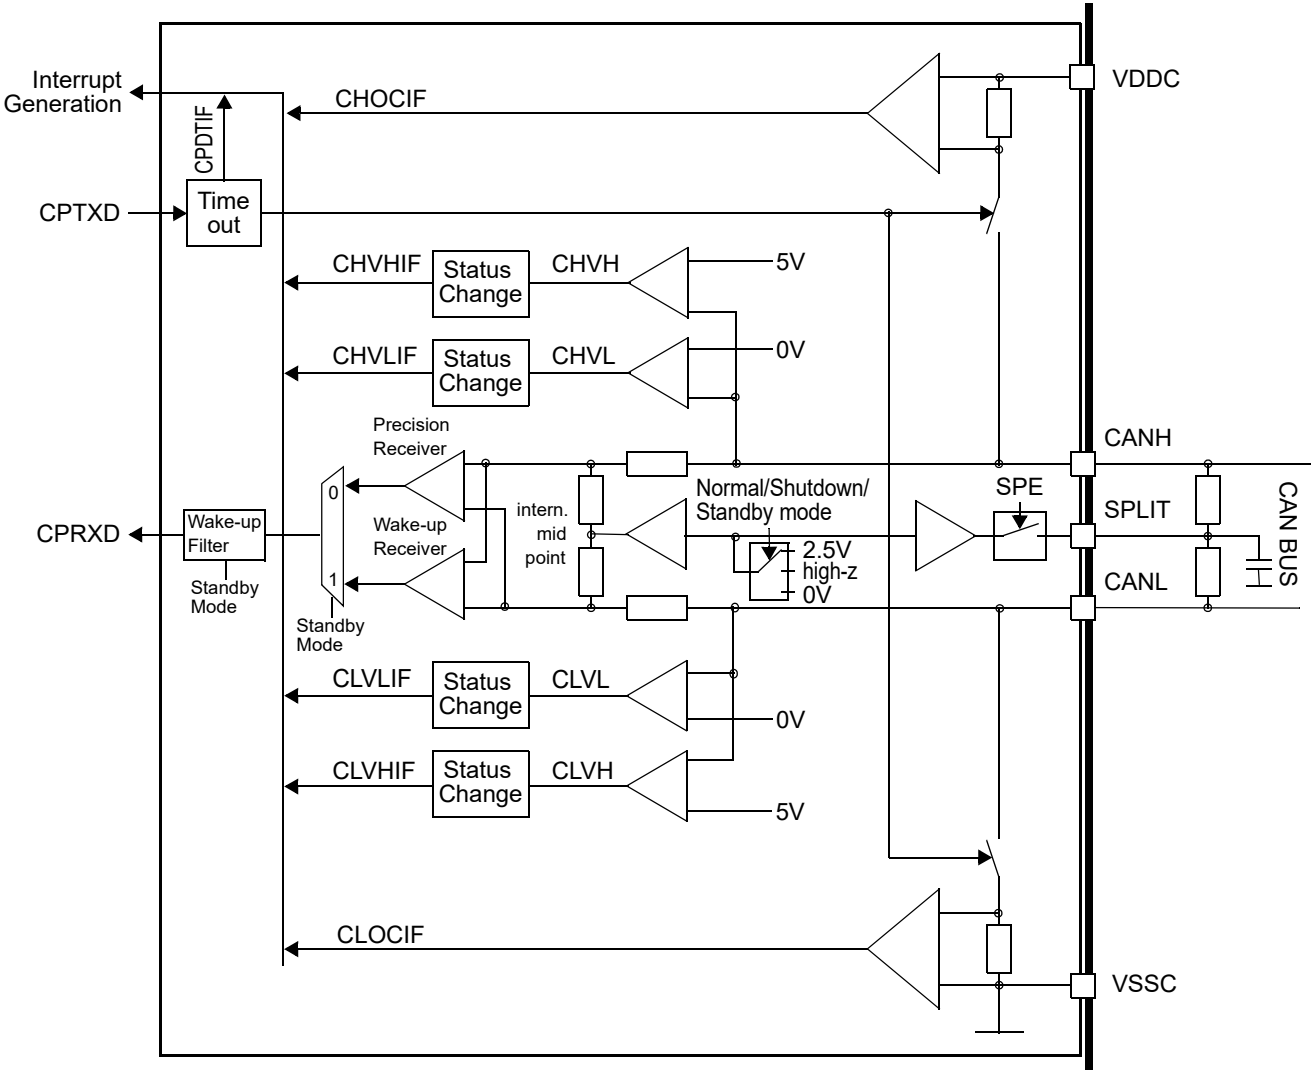 Interrupt
Generation
CHOCIF
VDDC
CPDTIF
CPTXD
Time
out
CHVHIF
Status
Change
CHVH
5V
CHVLIF
Status
Change
CHVL
0V
Precision
Receiver
CANH
0
Normal/Shutdown/
Standby mode
SPE
intern.
mid
point
SPLIT
CAN BUS
CPRXD
Wake-up
Filter
Wake-up
Receiver
2.5V
high-z
0V
1
CANL
Standby
Mode
Standby
Mode
CLVLIF
Status
Change
CLVL
0V
CLVHIF
Status
Change
CLVH
5V
CLOCIF
VSSC